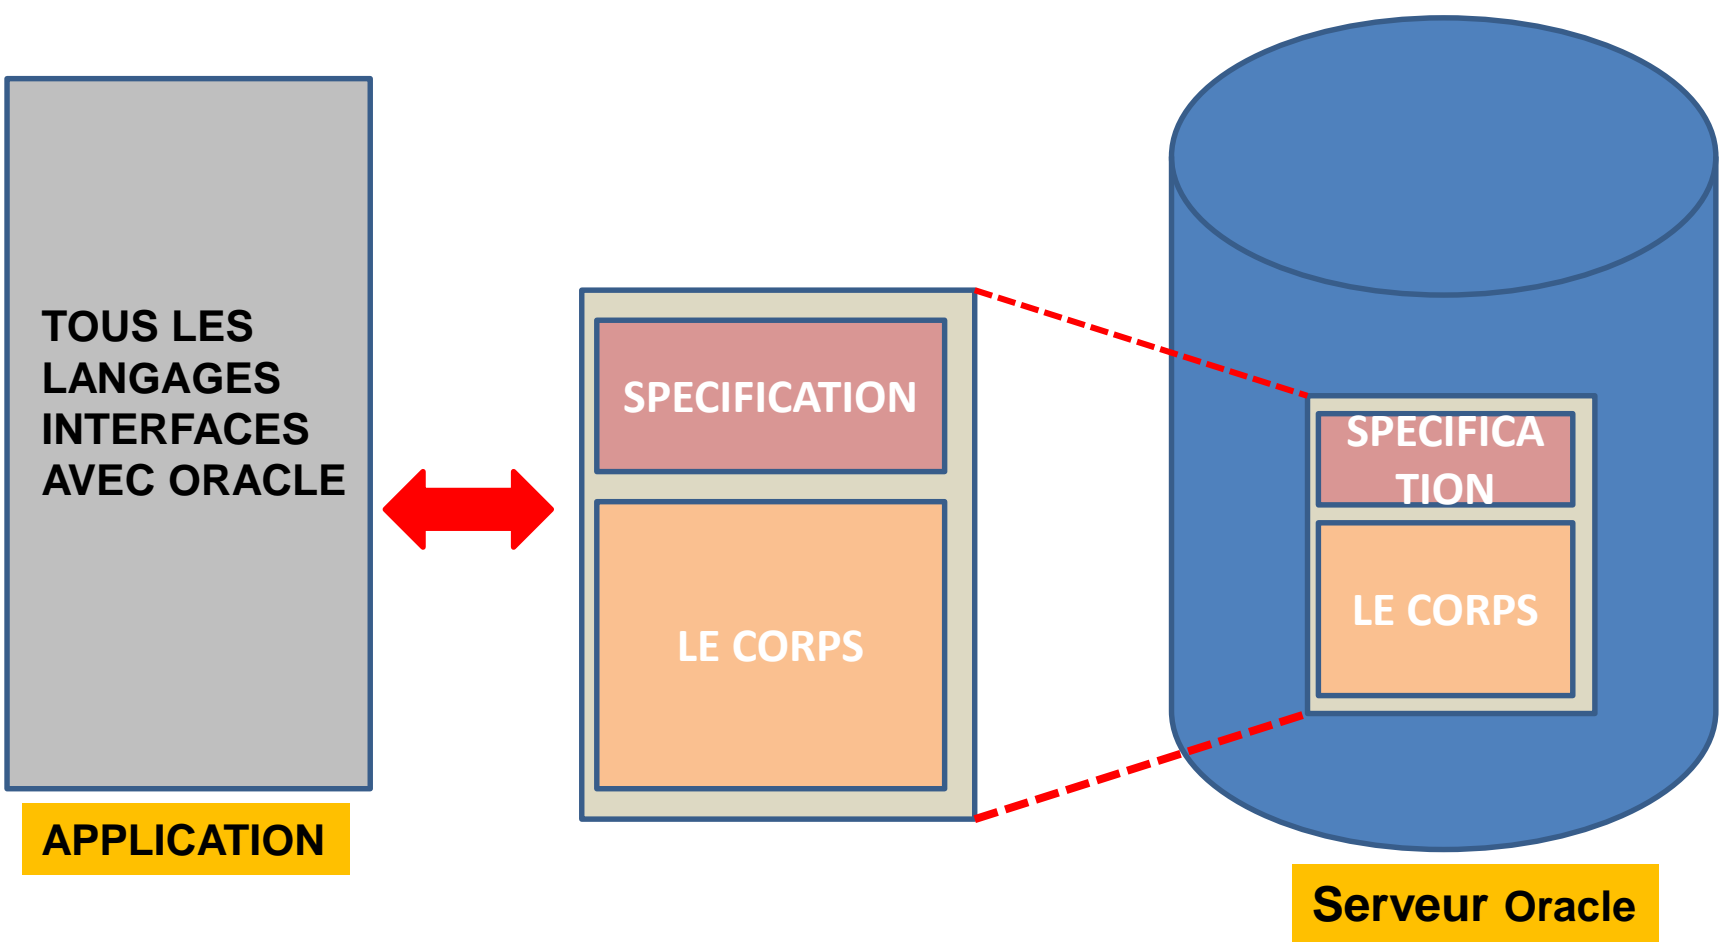 TOUS LES
LANGAGES
INTERFACES
AVEC ORACLE
APPLICATION
SPECIFICATION
LE CORPS
SPECIFICA
TION
LE CORPS
Serveur Oracle